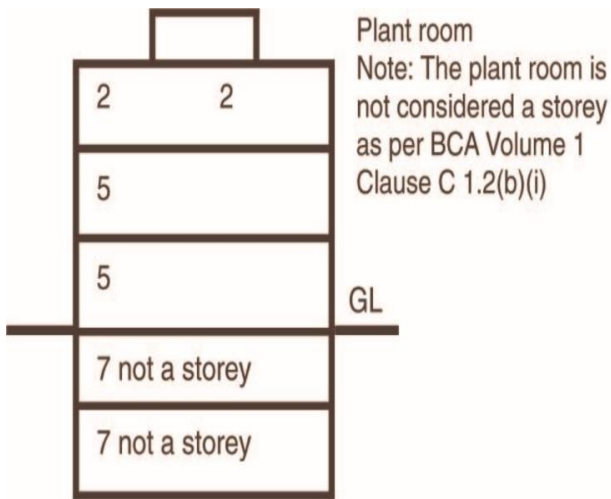 Plant room
Note: The plant room is
not considered a storey
as per BCA Volume 1
Clause C 1.2(b)(i)
2 2
5
5
GL
7 not a storey
7 not a storey